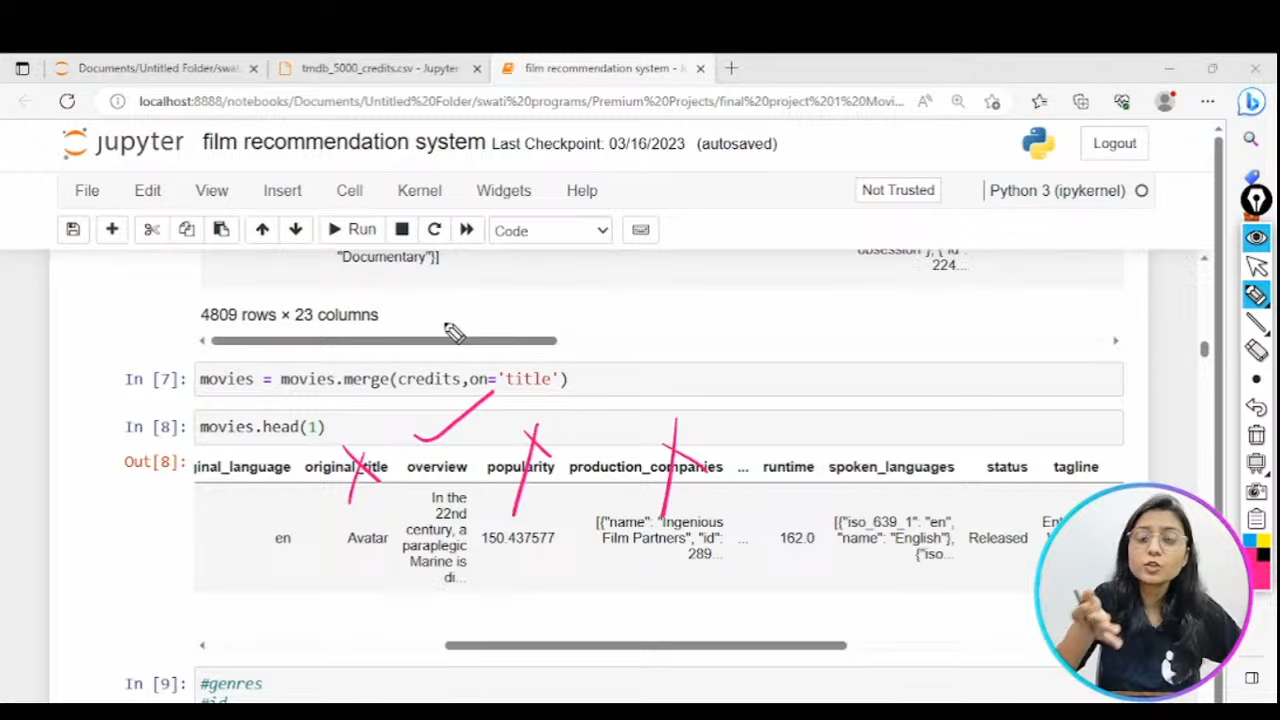 Documents/Untitled Folder/swati
tmdb_5000_credits.csv - Jupyter
film recommendation system - J
localhost:8888/notebooks/Documents/Untitled%20Folder/swati%20programs/Premium%20Projects/final%20project%201%20Movi...
jupyter film recommendation system Last Checkpoint: 03/16/2023 (autosaved)
Logout
File Edit View Insert Cell Kernel Widgets Help
Not Trusted
Python 3 (ipykernel)
Run
Code
"Documentary"}]
224...
4809 rows × 23 columns
In [7]: movies = movies.merge(credits,on='title')
In [8]: movies.head(1)
Out[8]:
ginal_language original_title overview popularity production_companies ... runtime spoken_languages status tagline
en Avatar In the 22nd century, a paraplegic Marine is di... 150.437577 [{"name": "Ingenious Film Partners", "id": 289... ... 162.0 [{"iso_639_1": "en", "name": "English"}, {"iso... Released
In [9]: #genres
#id